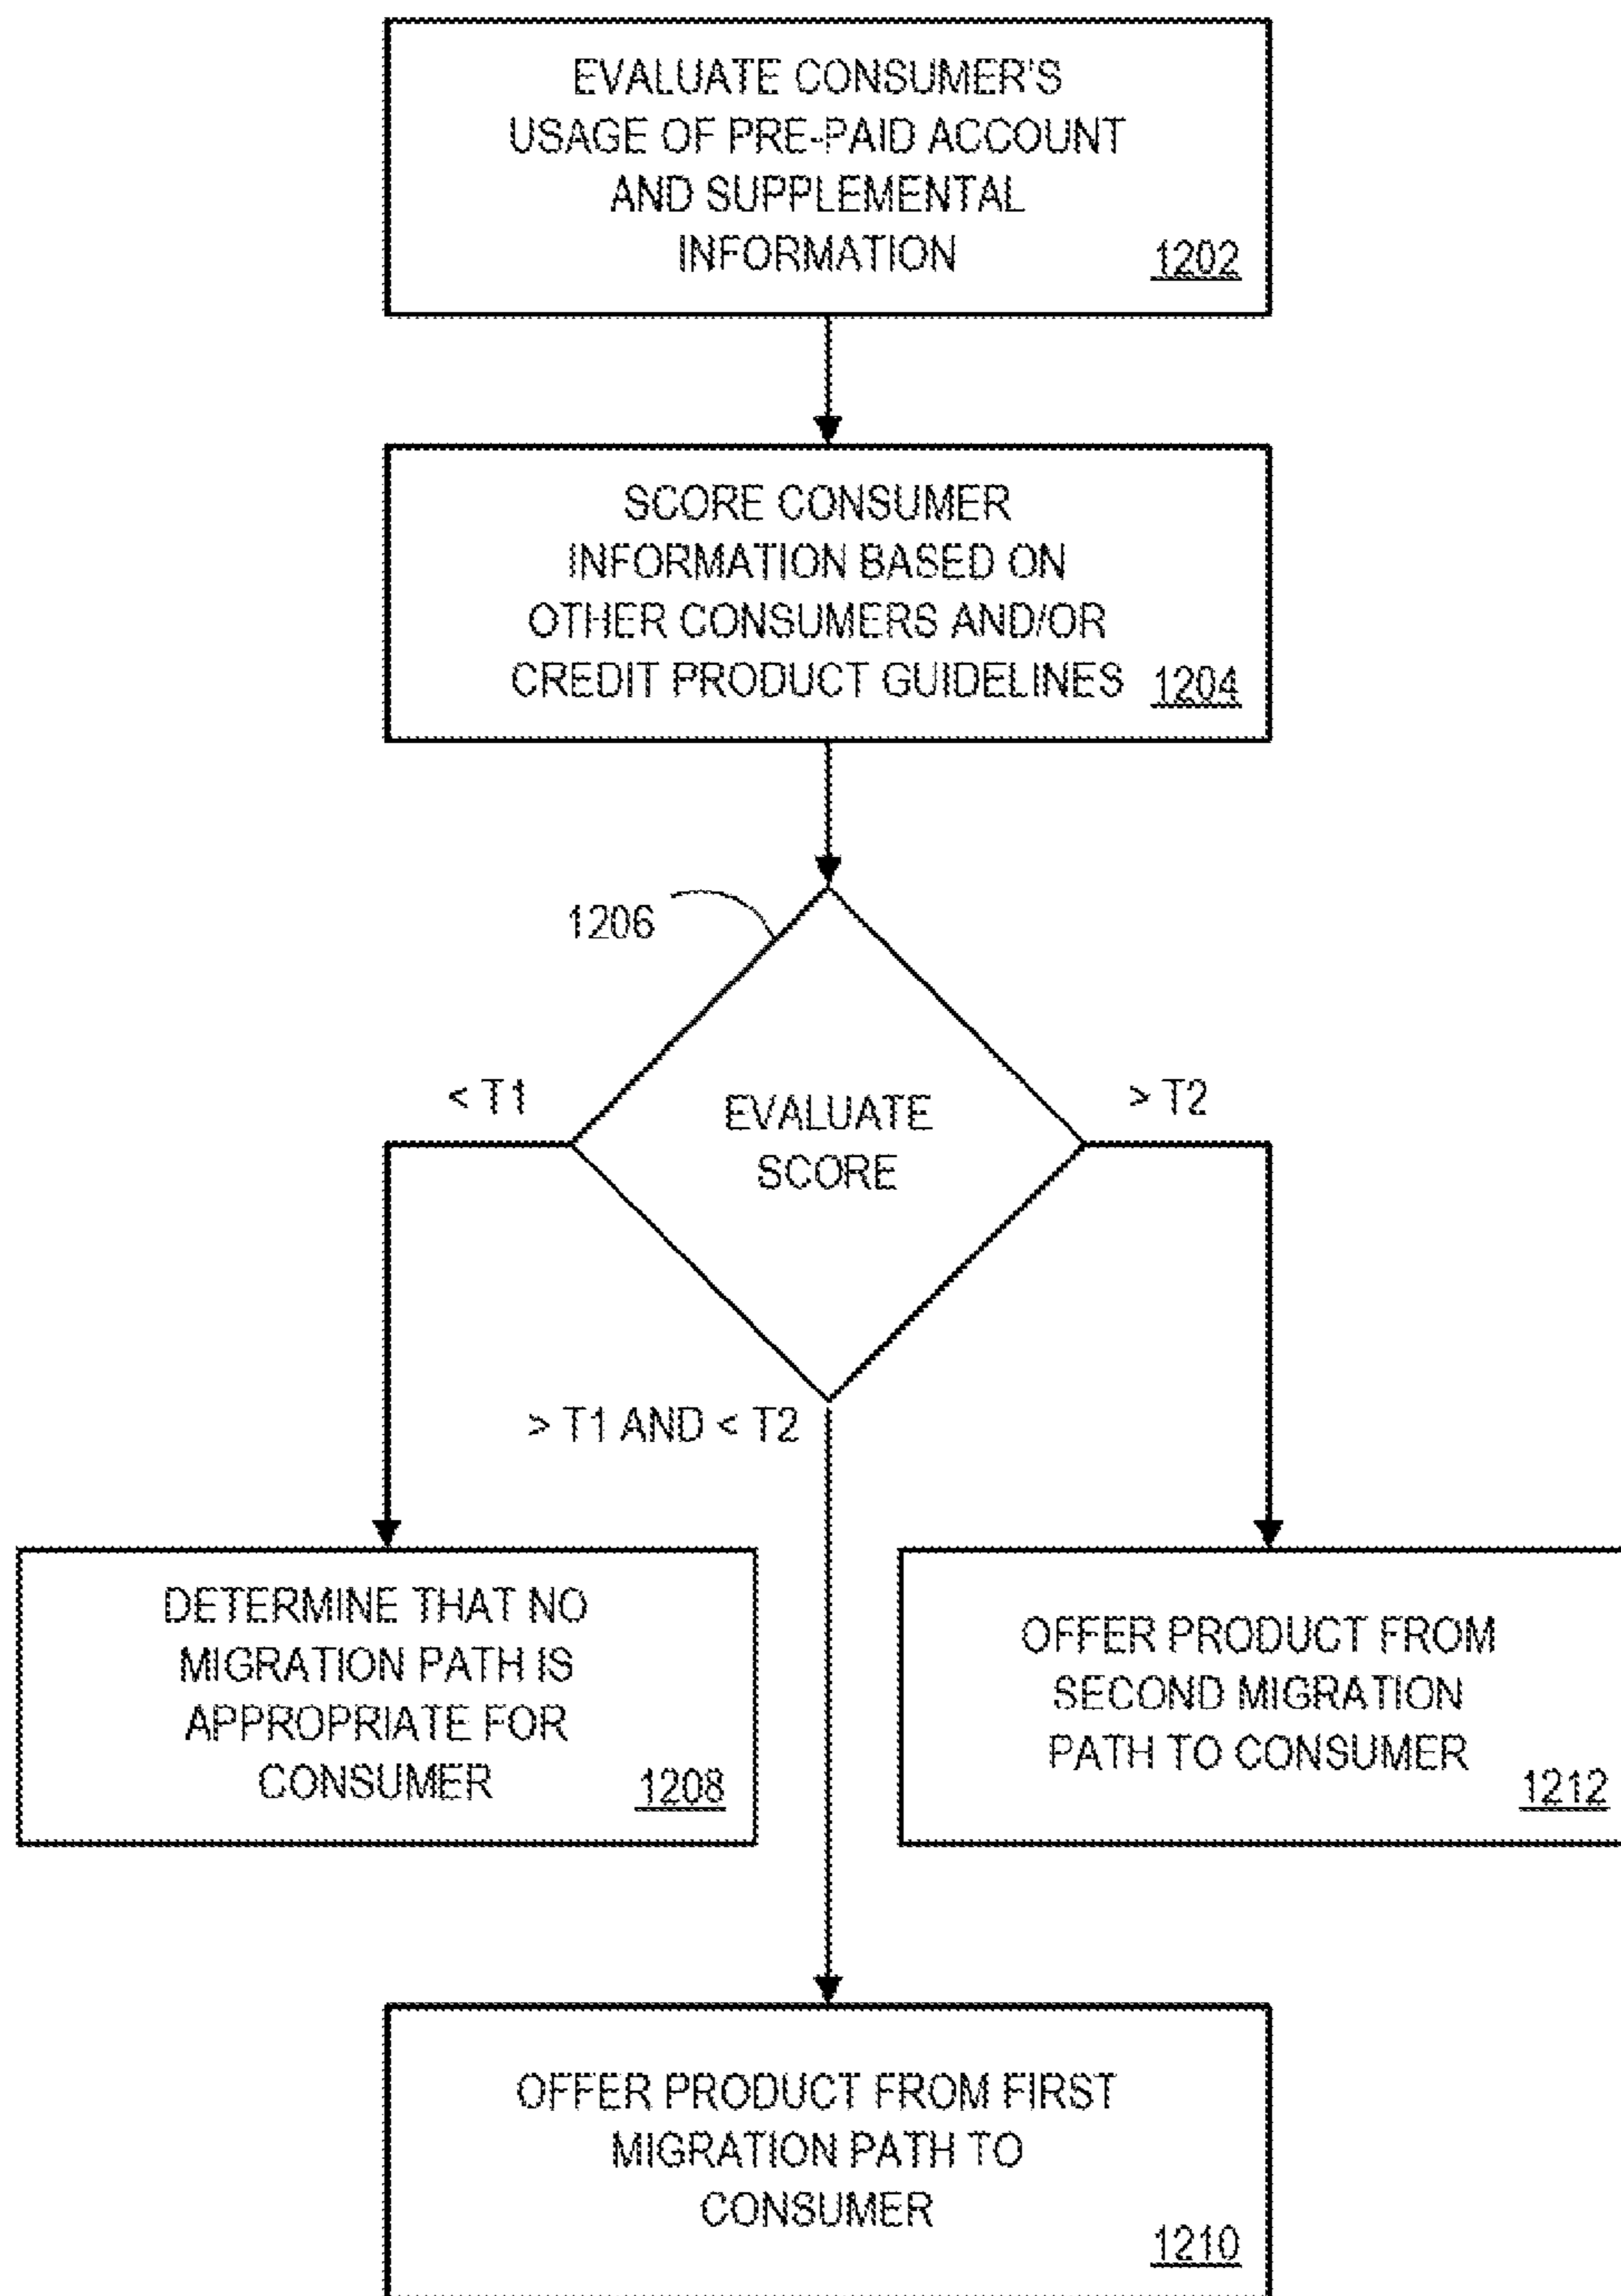 EVALUATE CONSUMER'S
USAGE OF PRE-PAID ACCOUNT
AND SUPPLEMENTAL
INFORMATION
1202
SCORE CONSUMER
INFORMATION BASED ON
OTHER CONSUMERS AND/OR
CREDIT PRODUCT GUIDELINES
1204
1206
EVALUATE
SCORE
< T1
> T2
> T1 AND < T2
DETERMINE THAT NO
MIGRATION PATH IS
APPROPRIATE FOR
CONSUMER
1208
OFFER PRODUCT FROM
SECOND MIGRATION
PATH TO CONSUMER
1212
OFFER PRODUCT FROM FIRST
MIGRATION PATH TO
CONSUMER
1210